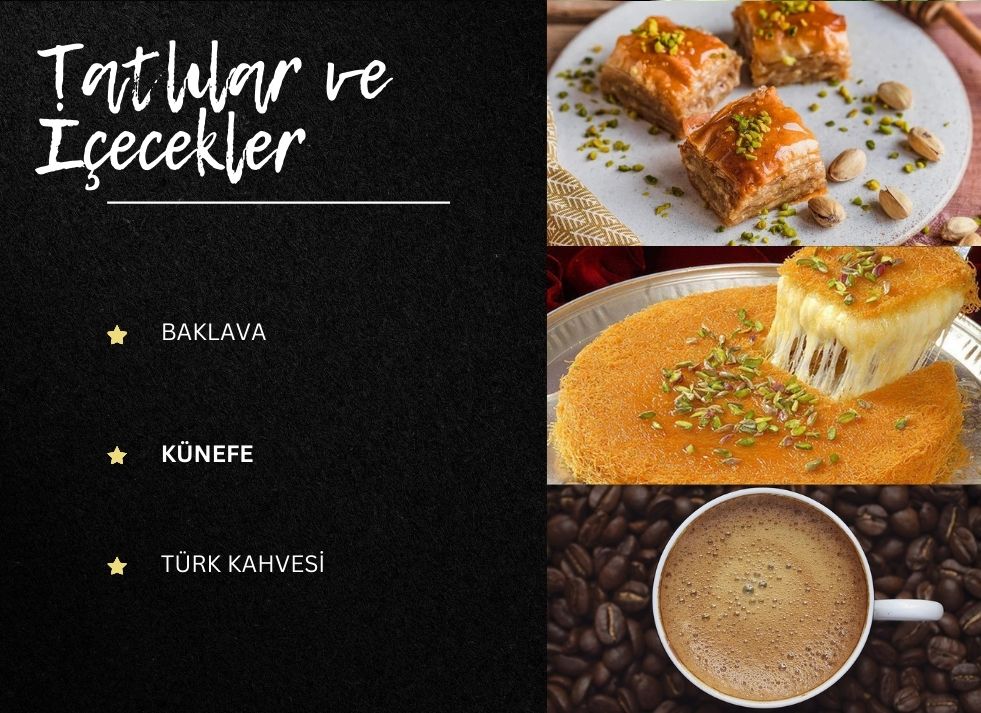 Tatlılar ve
İçecekler
BAKLAVA
KÜNEFE
TÜRK KAHVESİ